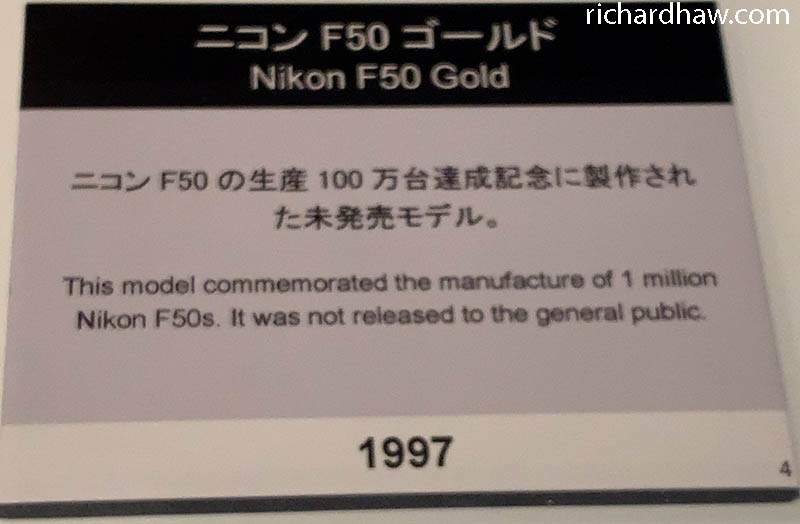 richardhaw.com
ニコン F50 ゴールド
Nikon F50 Gold
ニコン F50 の生産 100 万台達成記念に製作され
た未発売モデル。
This model commemorated the manufacture of 1 million
Nikon F50s. It was not released to the general public.
1997
4